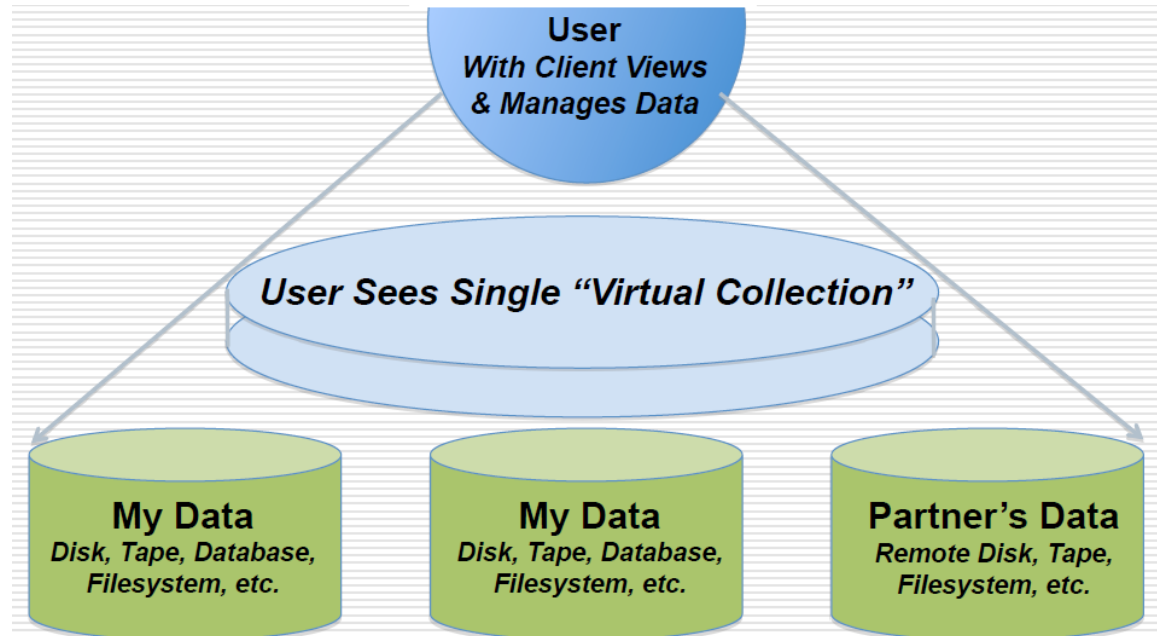 User
With Client Views
& Manages Data
User Sees Single “Virtual Collection”
My Data
Disk, Tape, Database,
Filesystem, etc.
My Data
Disk, Tape, Database,
Filesystem, etc.
Partner’s Data
Remote Disk, Tape,
Filesystem, etc.